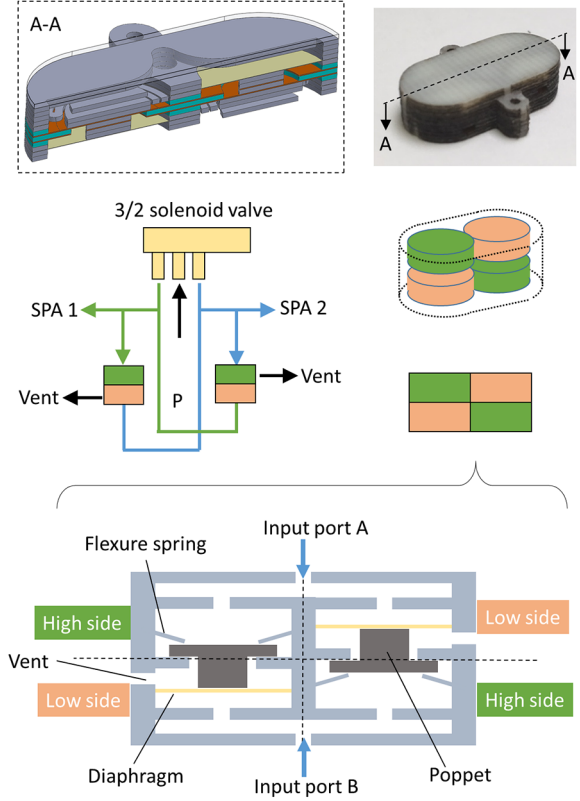 A-A
A
A
3/2 solenoid valve
SPA 1
SPA 2
Vent
P
Vent
Input port A
Flexure spring
High side
Low side
Vent
Low side
High side
Diaphragm
Input port B
Poppet